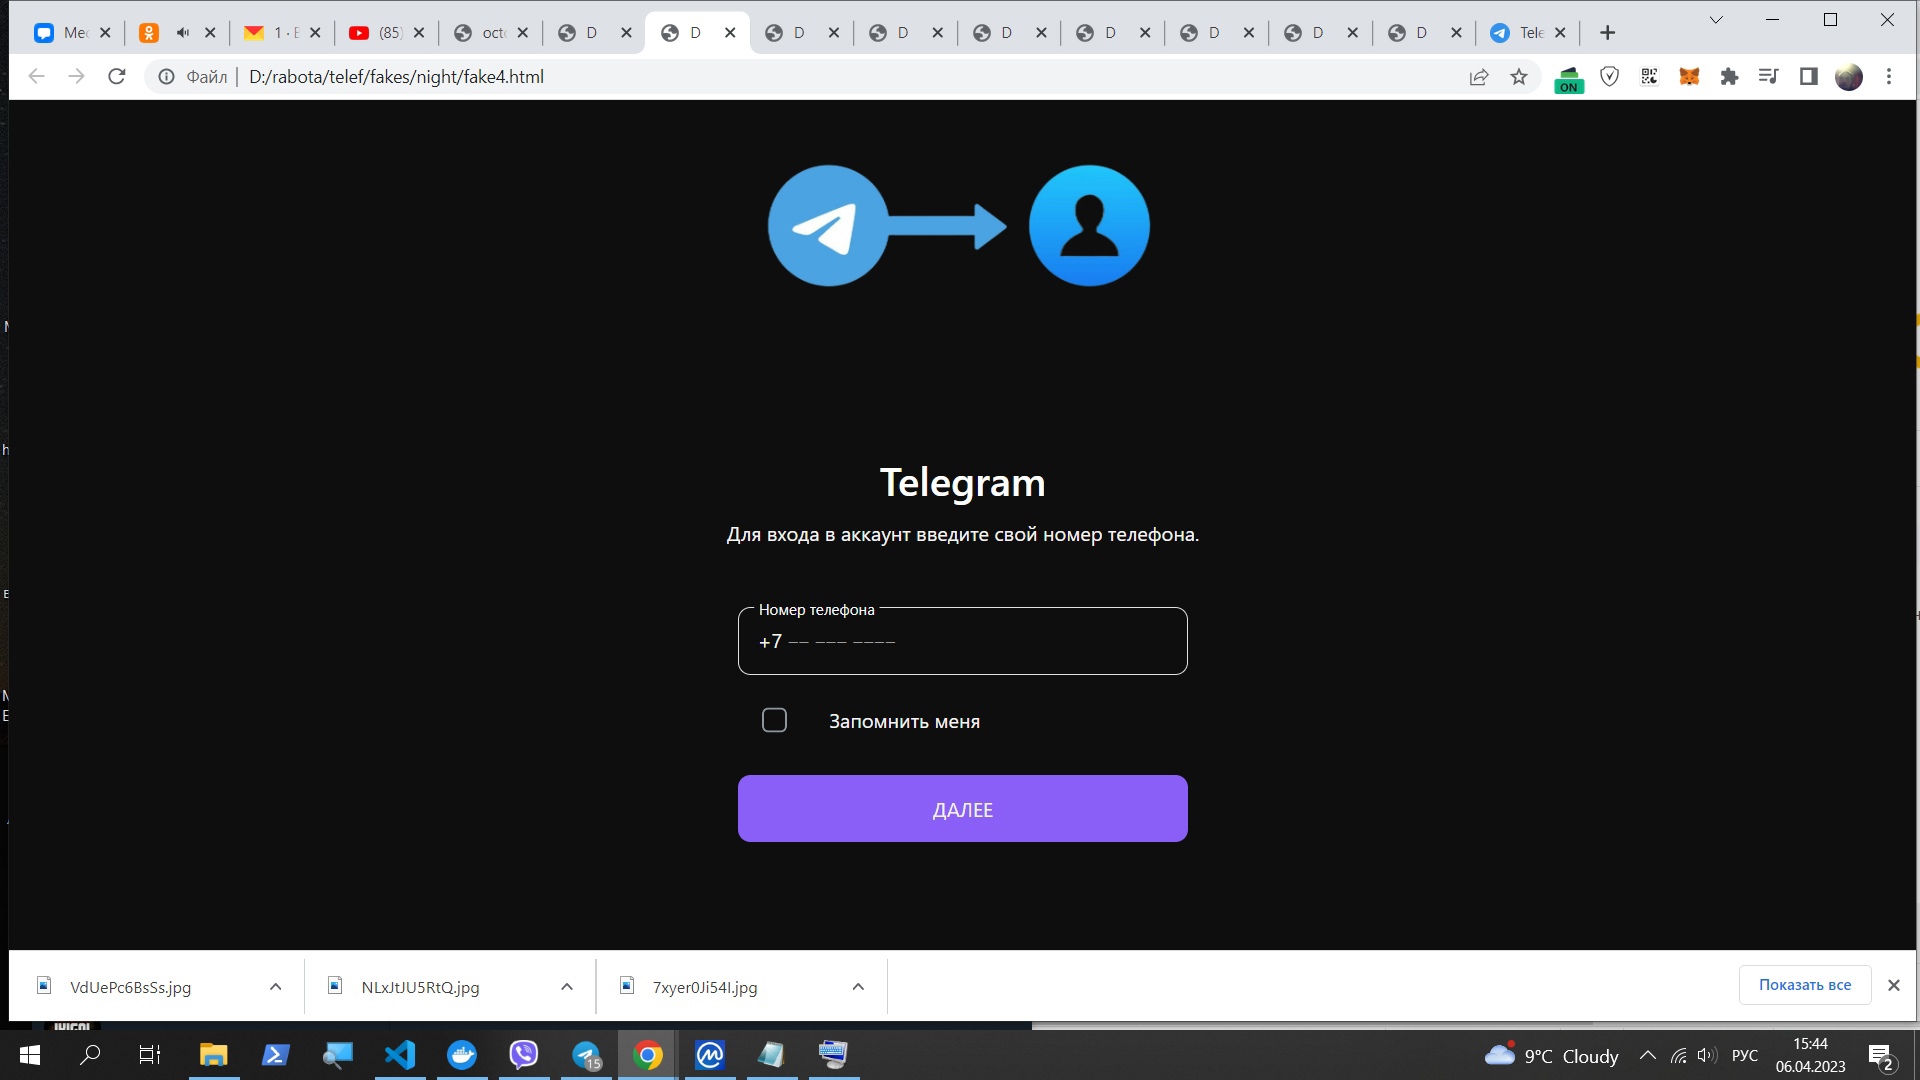 Мес
1 · В
(85)
octo
D
D
D
D
D
D
D
D
D
Tele
Файл
D:/rabota/telef/fakes/night/fake4.html
ON
Telegram
Для входа в аккаунт введите свой номер телефона.
Номер телефона
+7 –– ––– ––––
Запомнить меня
ДАЛЕЕ
VdUePc6BsSs.jpg
NLxJtJU5RtQ.jpg
7xyer0Ji54I.jpg
Показать все
15
9°C Cloudy
РУС
15:44
06.04.2023
2